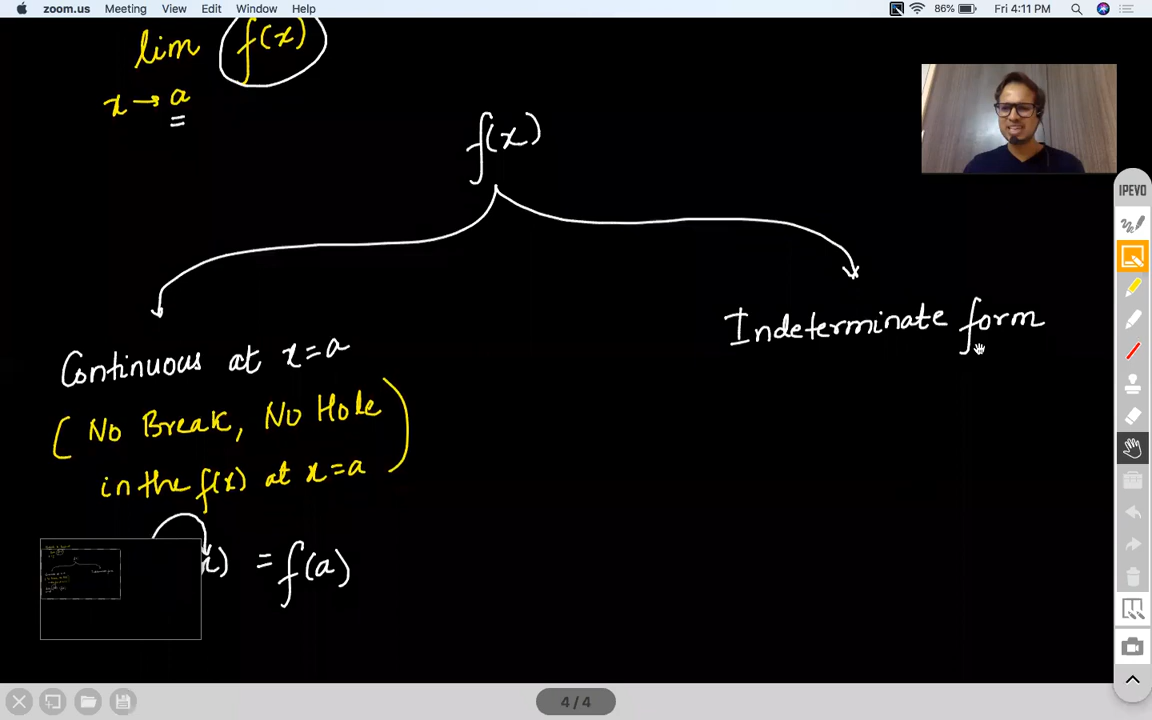 zoom.us Meeting View Edit Window Help 86% Fri 4:11 PM
lim f(x)
x → a
f(x)
IPEVO
Indeterminate form
Continuous at x=a
( No Break, No Hole
in the f(x) at x=a )
x) = f(a)
4 / 4